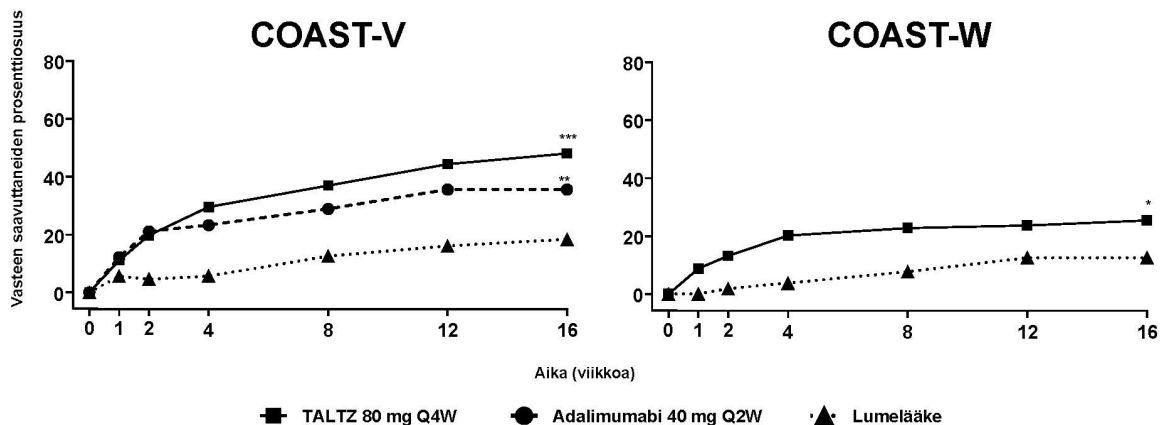 COAST-V
COAST-W
Vasteen saavuttaneiden prosenttiosuus
80
60
40
20
0
***
**
0 1 2 4 8 12 16
80
60
40
20
0
*
0 1 2 4 8 12 16
Aika (viikkoa)
TALTZ 80 mg Q4W Adalimumabi 40 mg Q2W Lumelääke